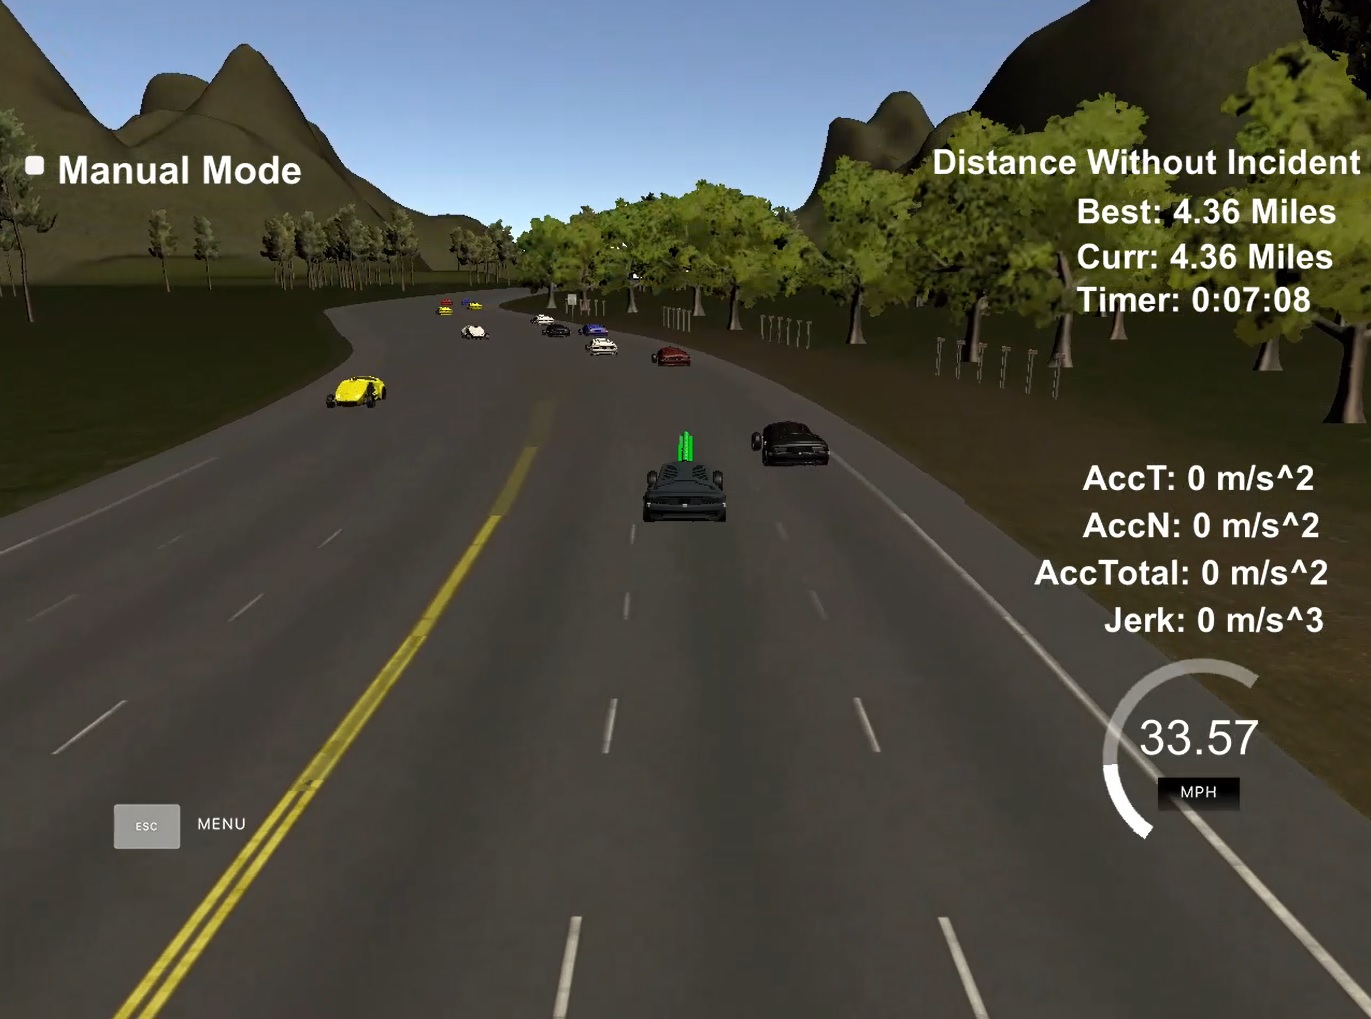 Manual Mode
Distance Without Incident
Best: 4.36 Miles
Curr: 4.36 Miles
Timer: 0:07:08
AccT: 0 m/s^2
AccN: 0 m/s^2
AccTotal: 0 m/s^2
Jerk: 0 m/s^3
33.57
MPH
ESC MENU